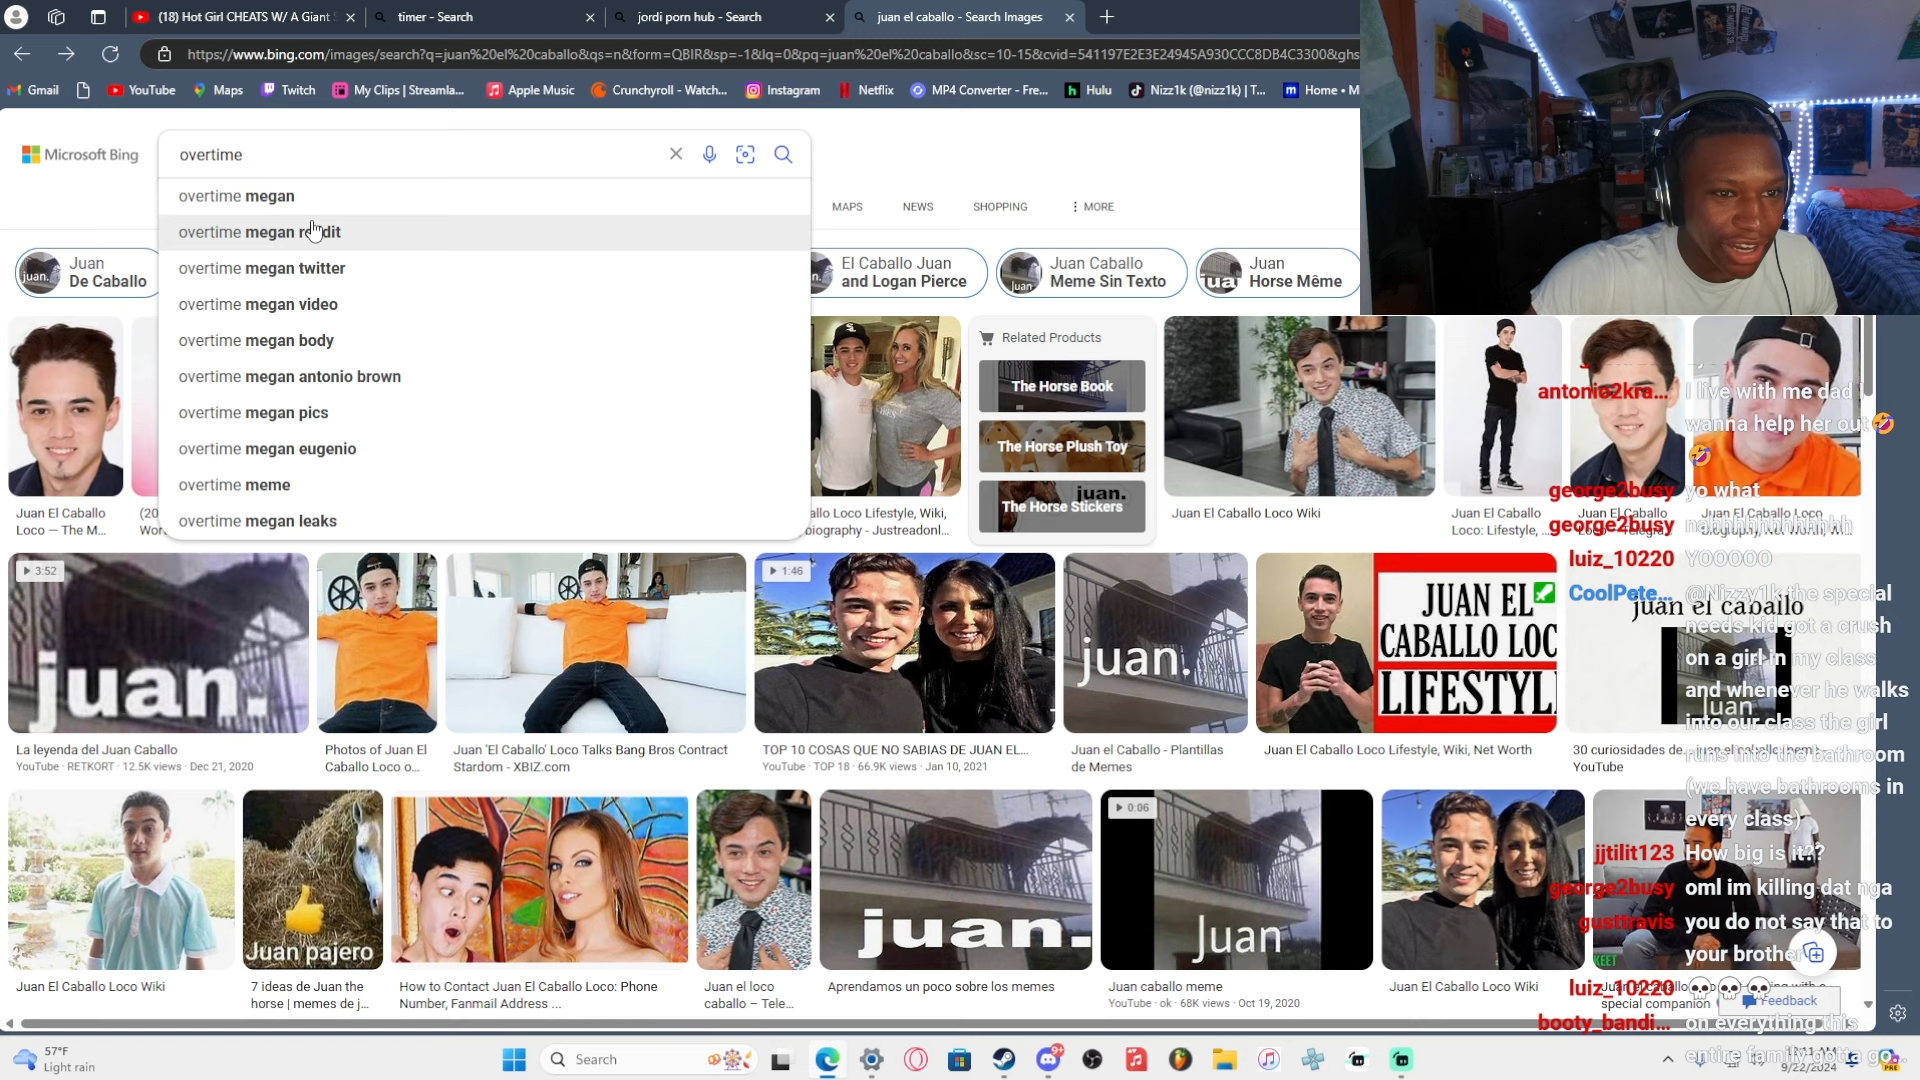 (18) Hot Girl CHEATS W/ A Giant S
timer - Search
jordi porn hub - Search
juan el caballo - Search Images
https://www.bing.com/images/search?q=juan%20el%20caballo&qs=n&form=QBIR&sp=-1&lq=0&pq=juan%20el%20caballo&sc=10-15&cvid=541197E2E3E24945A930CCC8DB4C3300&ghs
Gmail
YouTube
Maps
Twitch
My Clips | Streamla...
Apple Music
Crunchyroll - Watch...
Instagram
Netflix
MP4 Converter - Fre...
Hulu
Nizz1k (@nizz1k) | T...
Home • M
Microsoft Bing
overtime
overtime megan
overtime megan reddit
overtime megan twitter
overtime megan video
overtime megan body
overtime megan antonio brown
overtime megan pics
overtime megan eugenio
overtime meme
overtime megan leaks
MAPS
NEWS
SHOPPING
MORE
Juan
De Caballo
El Caballo Juan
and Logan Pierce
Juan Caballo
Meme Sin Texto
Juan
Horse Même
Related Products
The Horse Book
The Horse Plush Toy
The Horse Stickers
juan.
Juan El Caballo
Loco – The M...
(20
Wor
allo Loco Lifestyle, Wiki,
biography - Justreadonl...
Juan El Caballo Loco Wiki
Juan El Caballo
Loco: Lifestyle, ...
Juan El Caballo
Juan El Caballo Loco
3:52
juan.
1:46
juan.
JUAN EL
CABALLO LOC
LIFESTYL
juan el caballo
Juan
La leyenda del Juan Caballo
YouTube · RETKORT · 12.5K views · Dec 21, 2020
Photos of Juan El
Caballo Loco o...
Juan 'El Caballo' Loco Talks Bang Bros Contract
Stardom - XBIZ.com
TOP 10 COSAS QUE NO SABIAS DE JUAN EL...
YouTube · TOP 18 · 66.9K views · Jan 10, 2021
Juan el Caballo - Plantillas
de Memes
Juan El Caballo Loco Lifestyle, Wiki, Net Worth
30 curiosidades de
YouTube
Juan pajero
juan.
0:06
Juan
Juan El Caballo Loco Wiki
7 ideas de Juan the
horse | memes de j...
How to Contact Juan El Caballo Loco: Phone
Number, Fanmail Address ...
Juan el loco
caballo – Tele...
Aprendamos un poco sobre los memes
Juan caballo meme
YouTube · ok · 68K views · Oct 19, 2020
Juan El Caballo Loco Wiki
special companion
Feedback
antonio2kra... I live with me dad I
wanna help her out
george2busy yo what
george2busy nahhhhhhhhhhh
luiz_10220 YOOOOO
CoolPete... @Nizzy1k the special
needs kid got a crush
on a girl in my class
and whenever he walks
into our class the girl
runs into the bathroom
(we have bathrooms in
every class)
jjtilit123 How big is it??
george2busy oml im killing dat nga
gusttravis you do not say that to
your brother
luiz_10220
booty_bandi... on everything this
entire family gotta go...
57°F
Light rain
Search
9+
9/22/2024